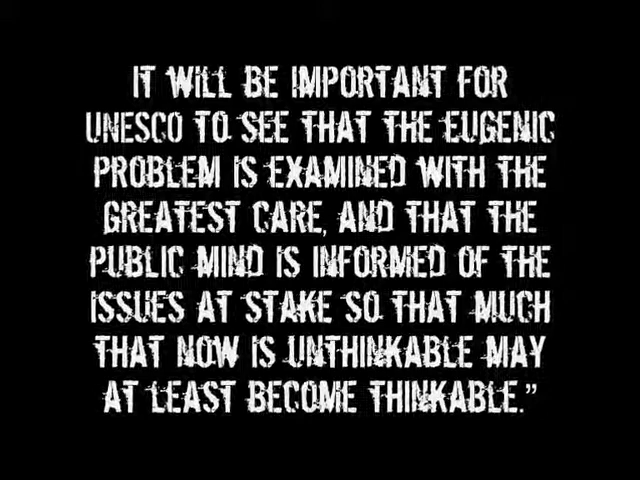 IT WILL BE IMPORTANT FOR
UNESCO TO SEE THAT THE EUGENIC
PROBLEM IS EXAMINED WITH THE
GREATEST CARE, AND THAT THE
PUBLIC MIND IS INFORMED OF THE
ISSUES AT STAKE SO THAT MUCH
THAT NOW IS UNTHINKABLE MAY
AT LEAST BECOME THINKABLE.”